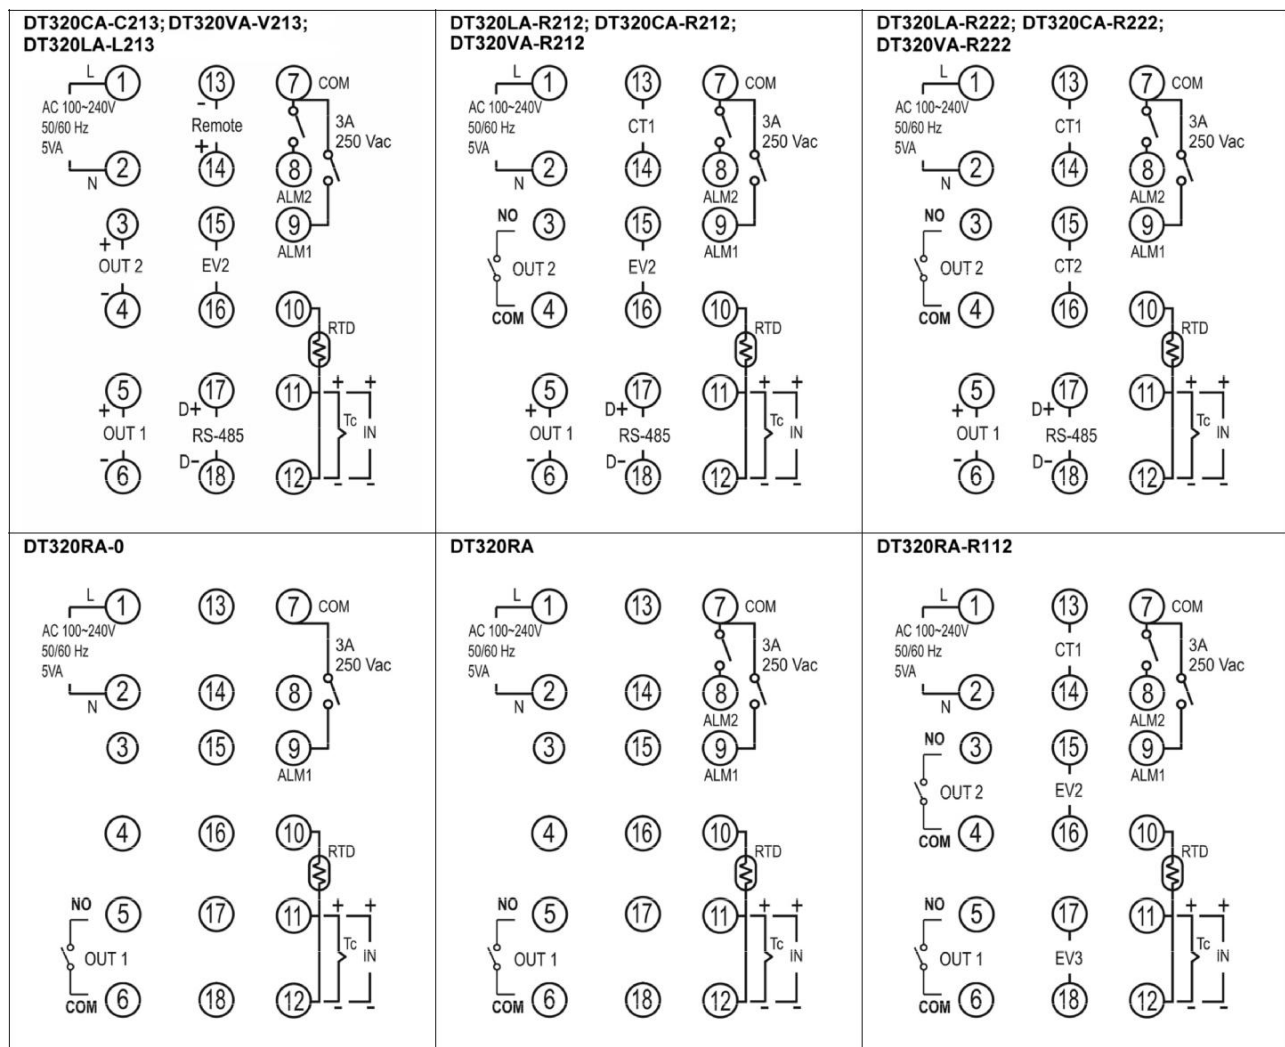 DT320CA-C213; DT320VA-V213;
DT320LA-L213
L 1 13 7 COM
AC 100~240V
50/60 Hz
5VA
-
Remote
+
3A
250 Vac
N 2 14 8
ALM2
3 15 9
+
ALM1
OUT 2 EV2
-
4 16 10
RTD
5 17 11 + +
+ D+
OUT 1 RS-485 Tc IN
- D-
6 18 12 - -
DT320LA-R212; DT320CA-R212;
DT320VA-R212
L 1 13 7 COM
AC 100~240V
50/60 Hz
5VA
CT1
3A
250 Vac
N 2 14 8
ALM2
NO 3 15 9
ALM1
OUT 2 EV2
COM 4 16 10
RTD
5 17 11 + +
+ D+
OUT 1 RS-485 Tc IN
- D-
6 18 12 - -
DT320LA-R222; DT320CA-R222;
DT320VA-R222
L 1 13 7 COM
AC 100~240V
50/60 Hz
5VA
CT1
3A
250 Vac
N 2 14 8
ALM2
NO 3 15 9
ALM1
OUT 2 CT2
COM 4 16 10
RTD
5 17 11 + +
+ D+
OUT 1 RS-485 Tc IN
- D-
6 18 12 - -
DT320RA-0
L 1 13 7 COM
AC 100~240V
50/60 Hz
5VA
3A
250 Vac
N 2 14 8
3 15 9
ALM1
4 16 10
RTD
NO 5 17 11 + +
OUT 1 Tc IN
COM 6 18 12 - -
DT320RA
L 1 13 7 COM
AC 100~240V
50/60 Hz
5VA
3A
250 Vac
N 2 14 8
ALM2
3 15 9
ALM1
4 16 10
RTD
NO 5 17 11 + +
OUT 1 Tc IN
COM 6 18 12 - -
DT320RA-R112
L 1 13 7 COM
AC 100~240V
50/60 Hz
5VA
CT1
3A
250 Vac
N 2 14 8
ALM2
NO 3 15 9
ALM1
OUT 2 EV2
COM 4 16 10
RTD
NO 5 17 11 + +
OUT 1 EV3 Tc IN
COM 6 18 12 - -